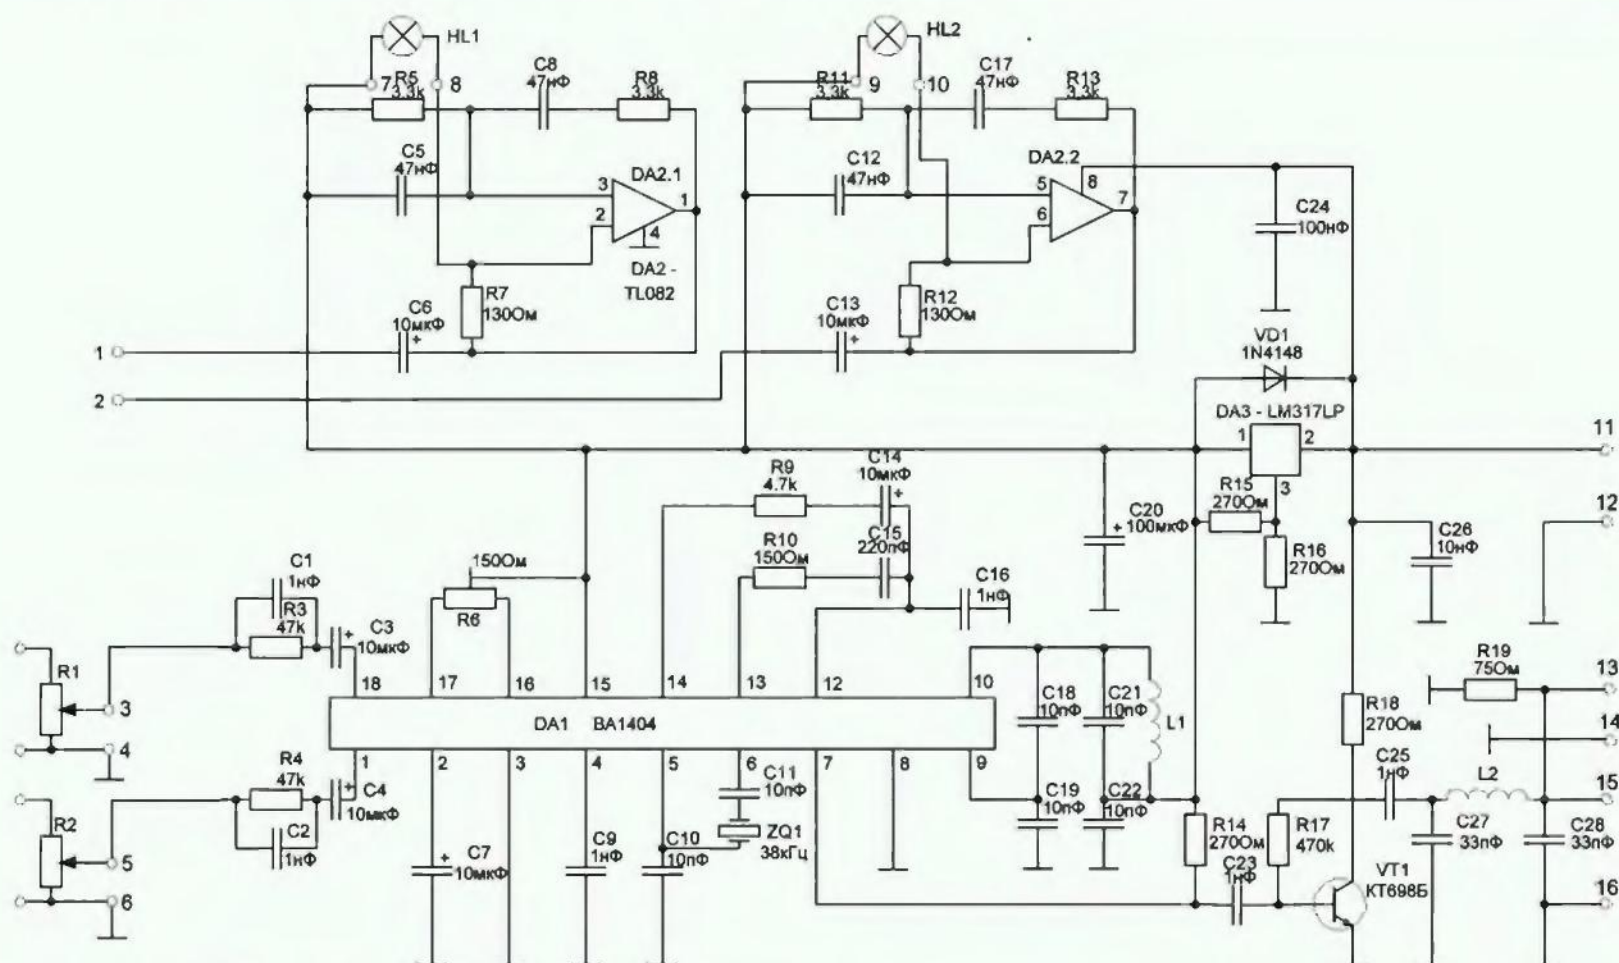 HL1
HL2
7
8
9
10
R5
3.3k
C8
47нФ
R8
3.3k
R11
3.3k
C17
47нФ
R13
3.3k
C5
47нФ
DA2.1
3
2
1
4
DA2 -
TL082
C12
47нФ
DA2.2
5
6
8
7
C24
100нФ
C6
10мкФ
+
R7
130Ом
C13
10мкФ
+
R12
130Ом
1
2
VD1
1N4148
DA3 - LM317LP
1
2
3
11
R9
4.7k
C14
10мкФ
+
R15
270Ом
C20
100мкФ
+
12
R10
150Ом
C15
220пФ
R16
270Ом
C26
10нФ
C1
1нФ
R3
47k
C3
10мкФ
+
150Ом
R6
C16
1нФ
R1
3
4
18
17
16
15
14
13
12
10
DA1 BA1404
1
2
3
4
5
6
7
8
9
C18
10пФ
C21
10пФ
L1
R19
75Ом
13
R18
270Ом
14
R4
47k
C4
10мкФ
+
C2
1нФ
R2
5
6
C11
10пФ
ZQ1
38кГц
C19
10пФ
C22
10пФ
C25
1нФ
L2
15
C7
10мкФ
+
C9
1нФ
C10
10пФ
R14
270Ом
R17
470k
C27
33пФ
C28
33пФ
C23
1нФ
VT1
КТ698Б
16